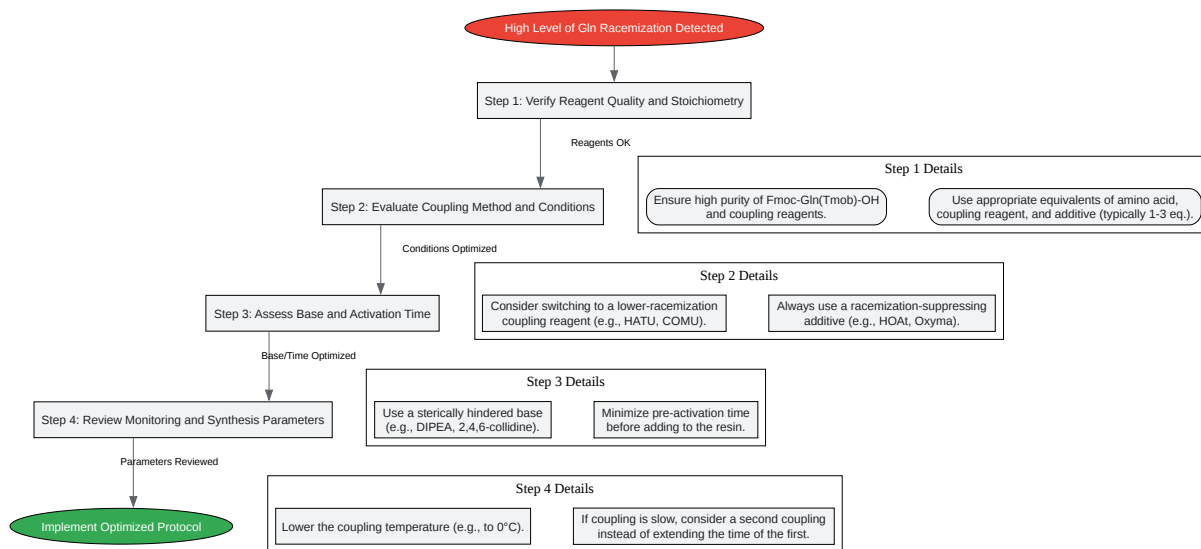 High Level of Gln Racemization Detected
Step 1: Verify Reagent Quality and Stoichiometry
Reagents OK
Step 1 Details
Ensure high purity of Fmoc-Gln(Tmob)-OH
and coupling reagents.
Use appropriate equivalents of amino acid,
coupling reagent, and additive (typically 1-3 eq.).
Step 2: Evaluate Coupling Method and Conditions
Conditions Optimized
Step 2 Details
Consider switching to a lower-racemization
coupling reagent (e.g., HATU, COMU).
Always use a racemization-suppressing
additive (e.g., HOAt, Oxyma).
Step 3: Assess Base and Activation Time
Base/Time Optimized
Step 3 Details
Use a sterically hindered base
(e.g., DIPEA, 2,4,6-collidine).
Minimize pre-activation time
before adding to the resin.
Step 4: Review Monitoring and Synthesis Parameters
Parameters Reviewed
Step 4 Details
Lower the coupling temperature (e.g., to 0°C).
If coupling is slow, consider a second coupling
instead of extending the time of the first.
Implement Optimized Protocol